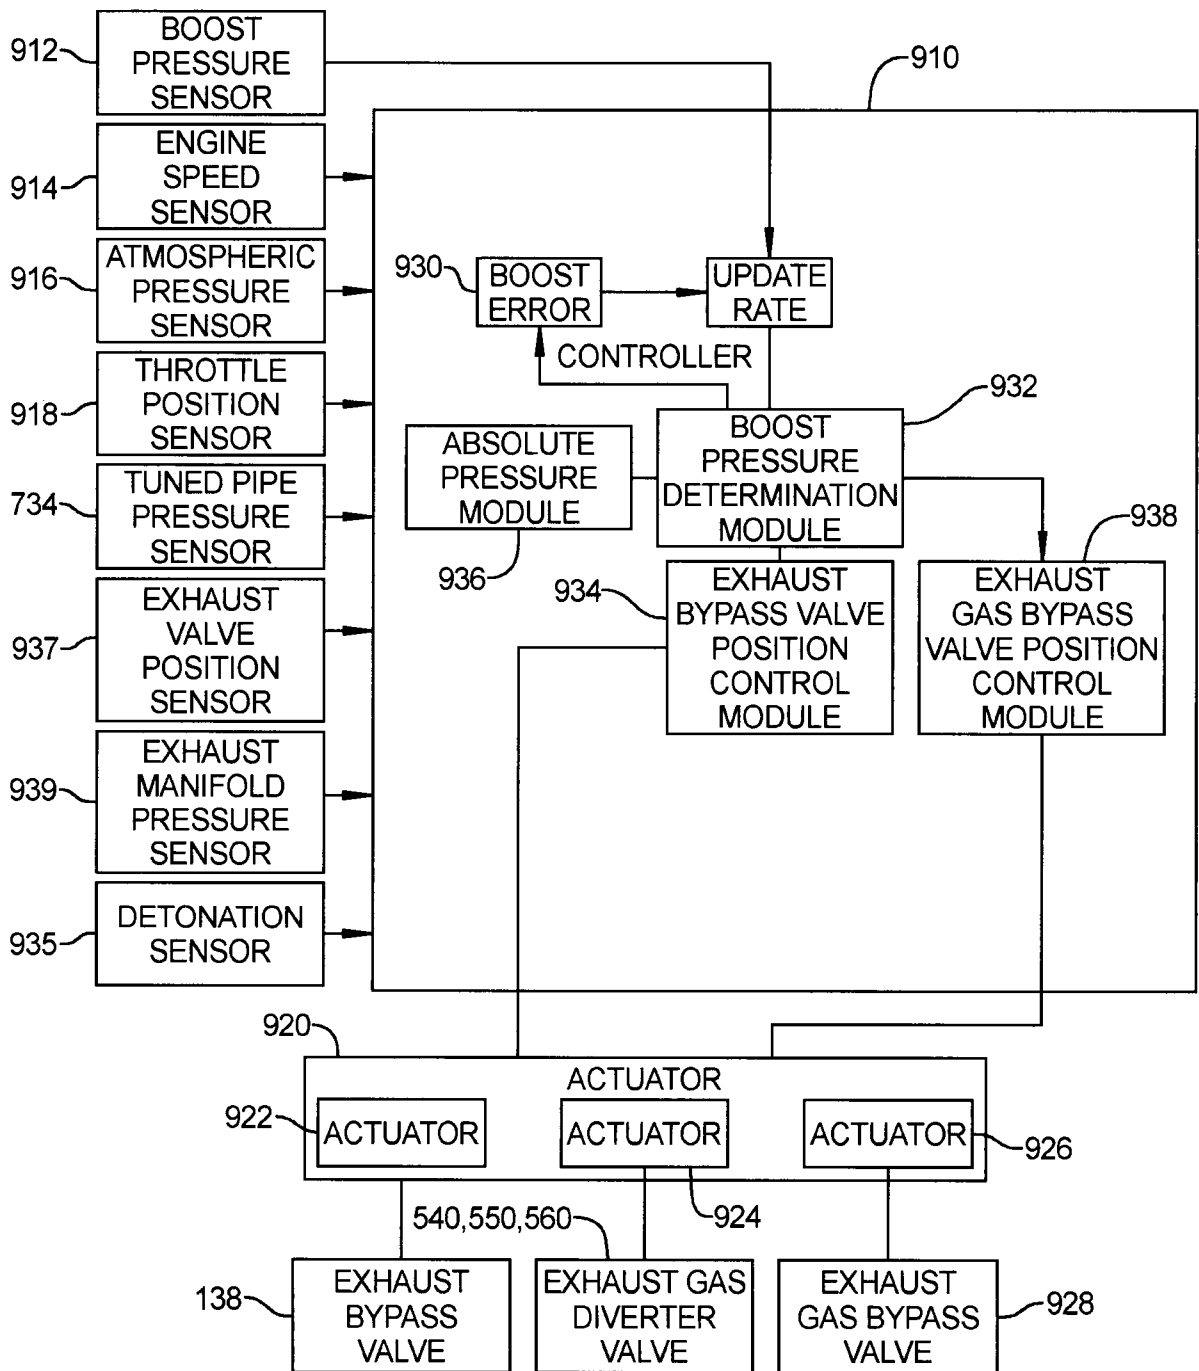 912
BOOST
PRESSURE
SENSOR
910
914
ENGINE
SPEED
SENSOR
916
ATMOSPHERIC
PRESSURE
SENSOR
930
BOOST
ERROR
UPDATE
RATE
CONTROLLER
918
THROTTLE
POSITION
SENSOR
932
BOOST
PRESSURE
DETERMINATION
MODULE
ABSOLUTE
PRESSURE
MODULE
936
734
TUNED PIPE
PRESSURE
SENSOR
938
934
EXHAUST
BYPASS VALVE
POSITION
CONTROL
MODULE
EXHAUST
GAS BYPASS
VALVE POSITION
CONTROL
MODULE
937
EXHAUST
VALVE
POSITION
SENSOR
939
EXHAUST
MANIFOLD
PRESSURE
SENSOR
935
DETONATION
SENSOR
920
ACTUATOR
922
ACTUATOR
ACTUATOR
924
ACTUATOR
926
138
EXHAUST
BYPASS
VALVE
540,550,560
EXHAUST GAS
DIVERTER
VALVE
EXHAUST
GAS BYPASS
VALVE
928